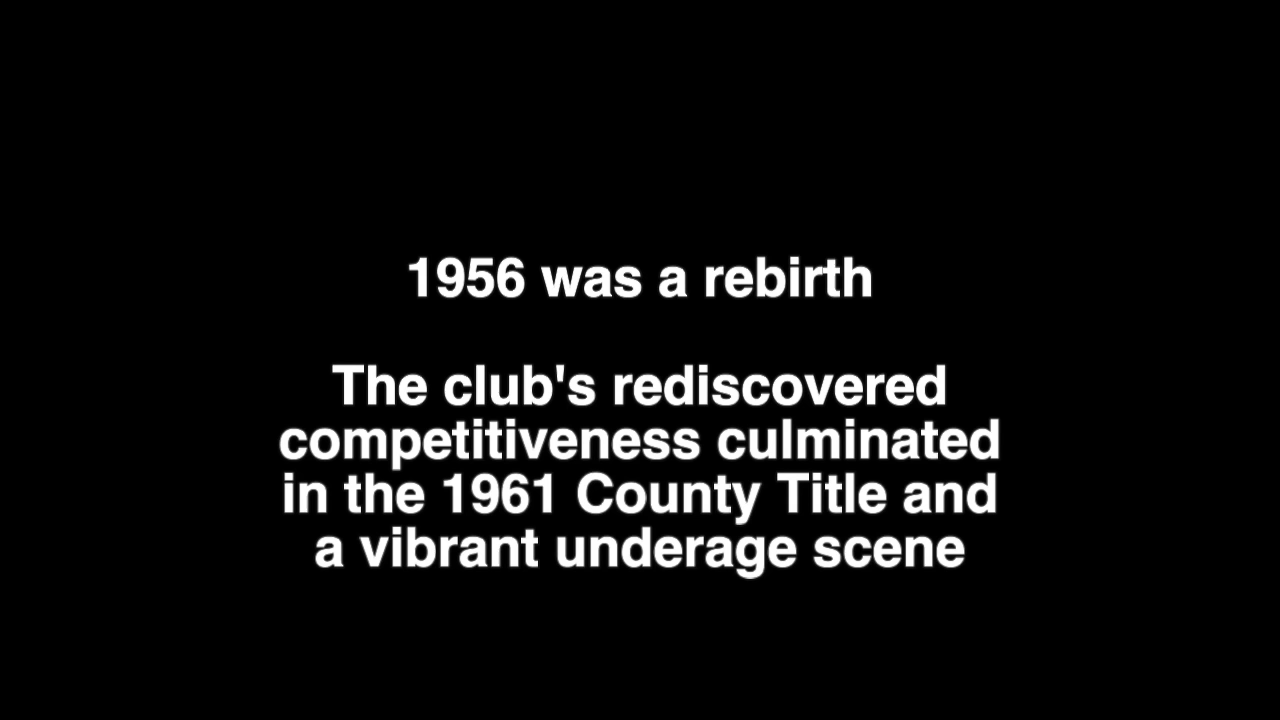 1956 was a rebirth
The club's rediscovered
competitiveness culminated
in the 1961 County Title and
a vibrant underage scene